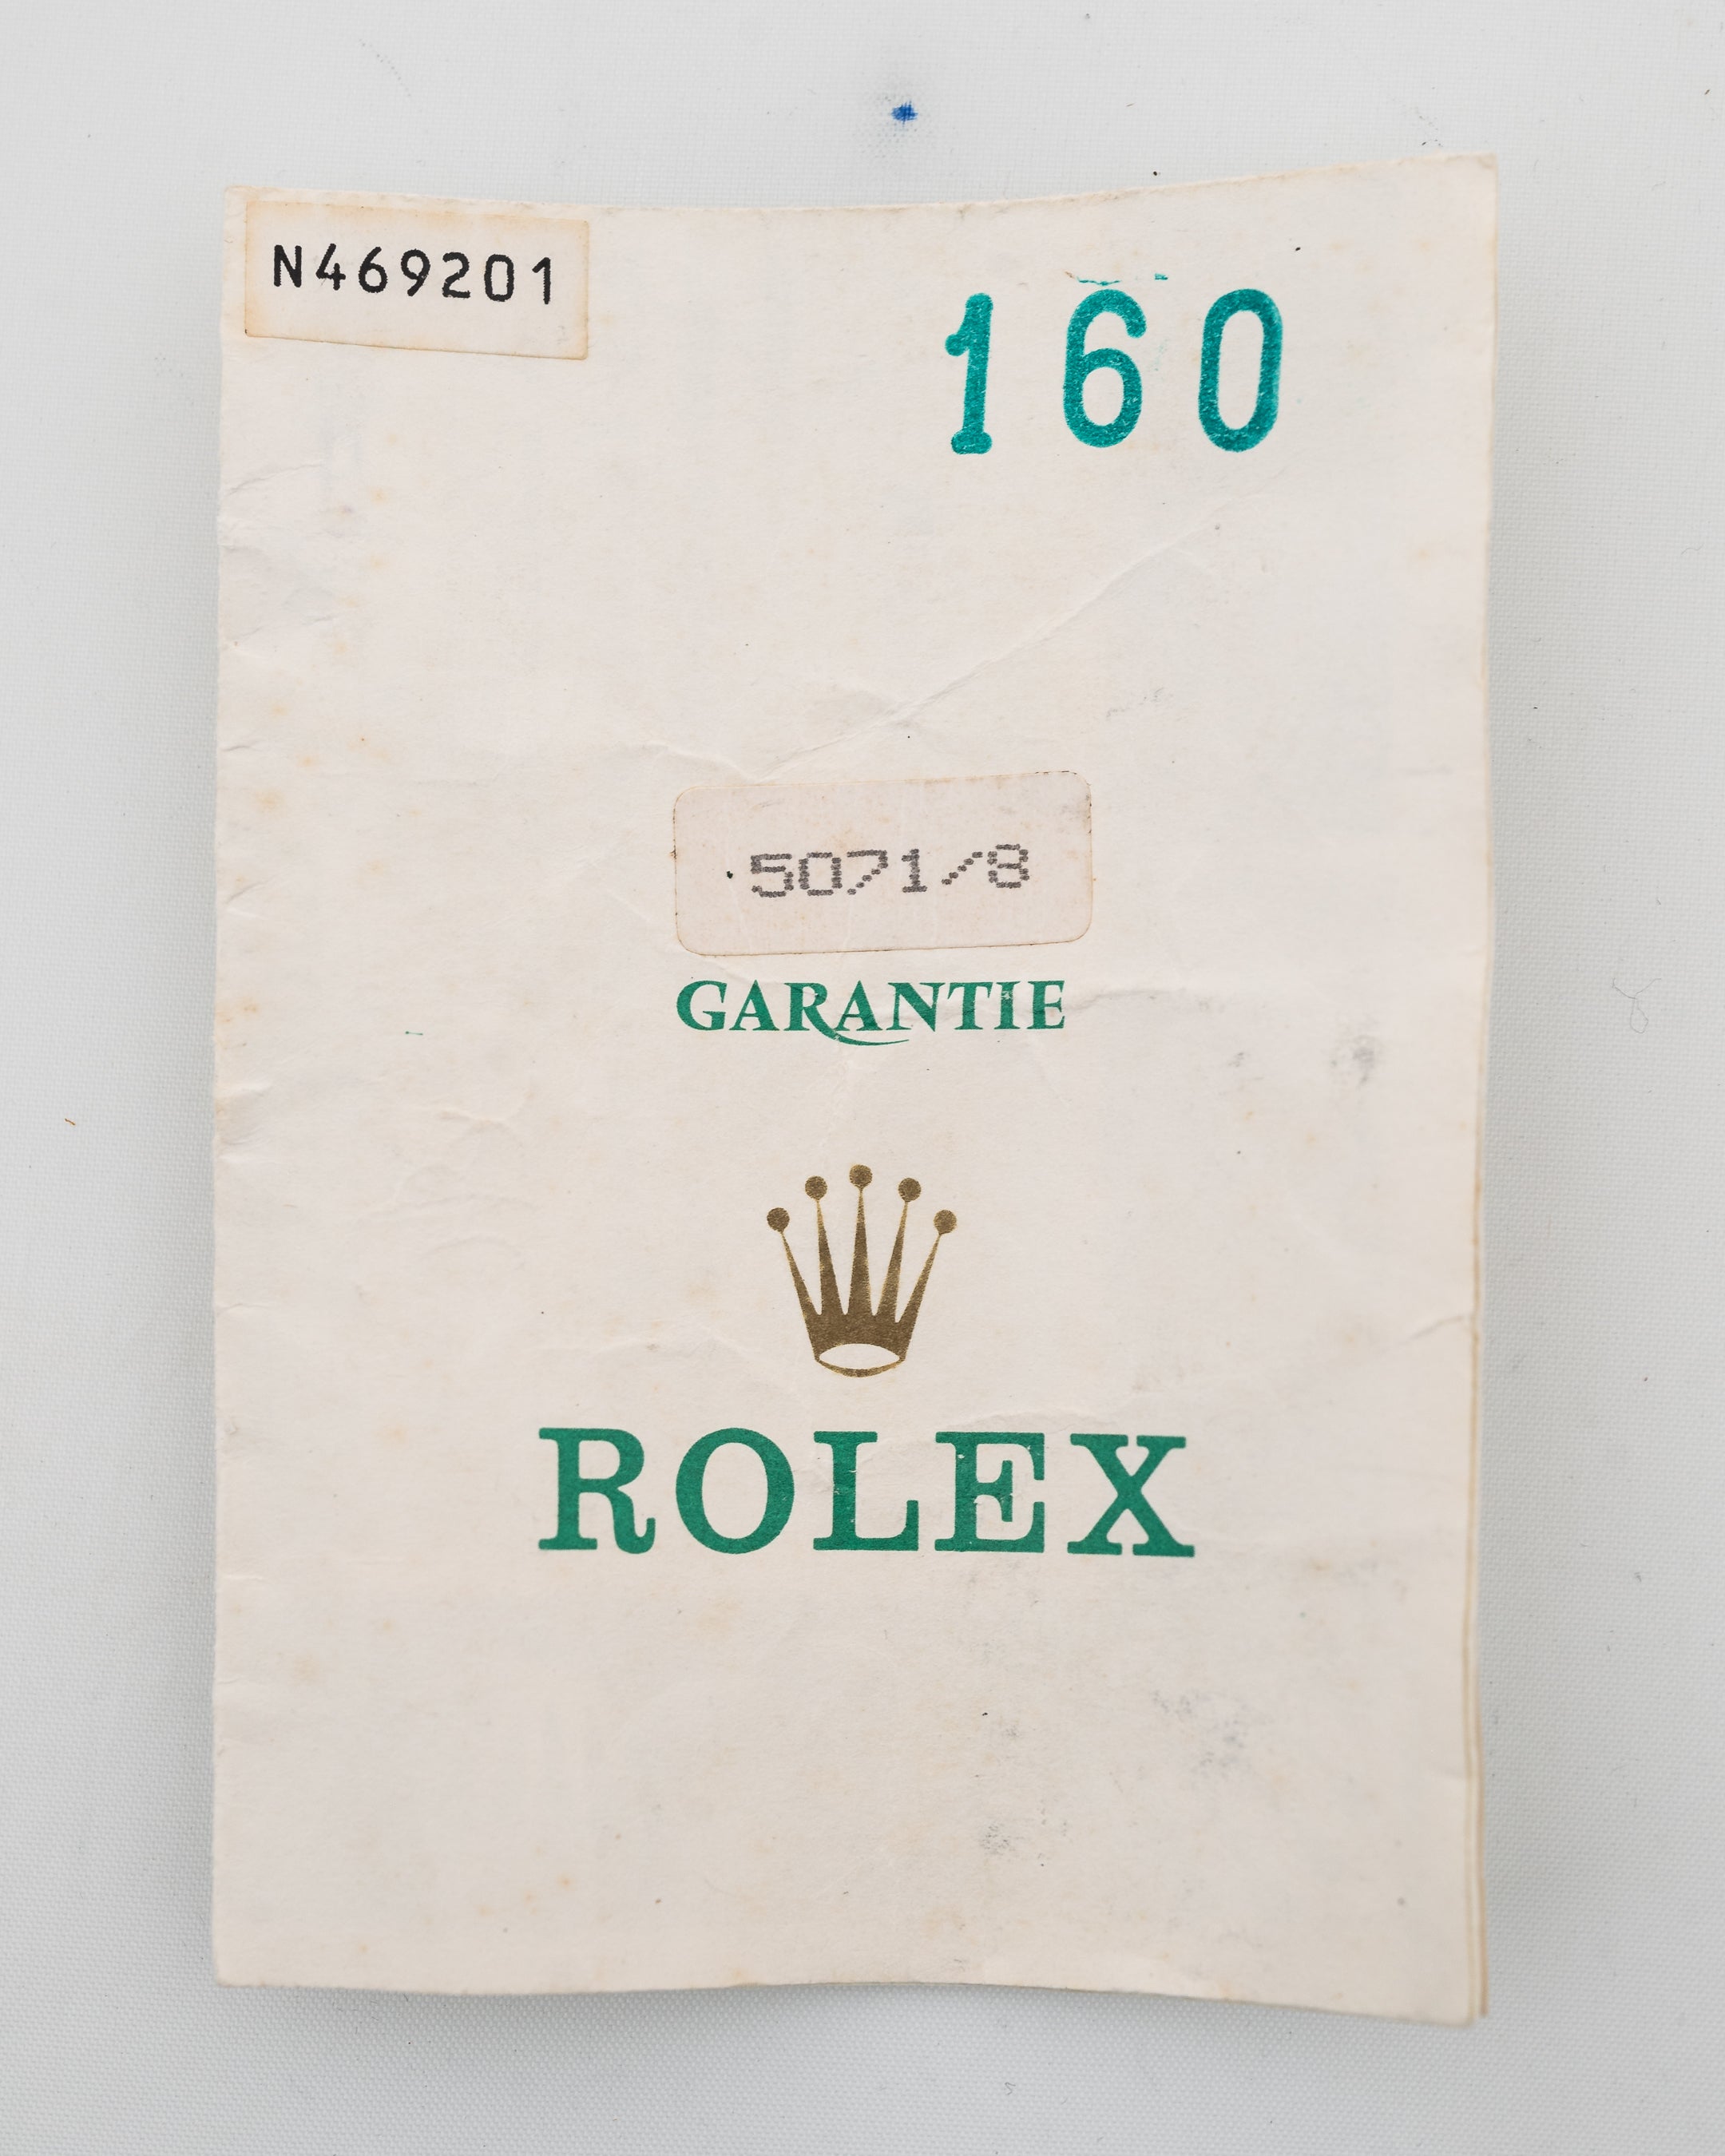 N469201
160
5071/8
GARANTIE
ROLEX